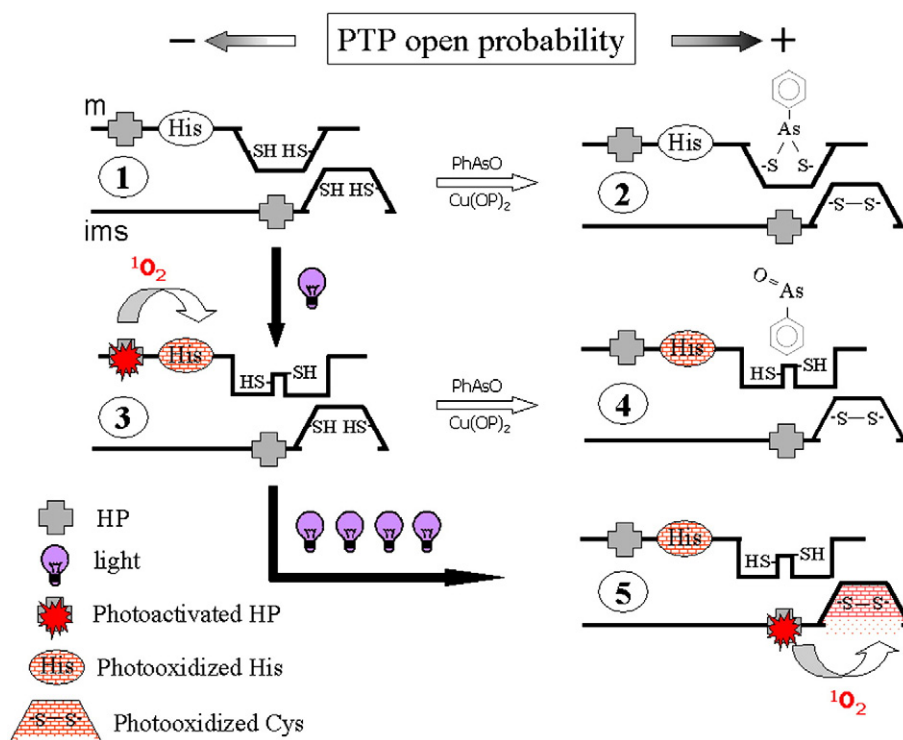 − PTP open probability +
m
His
-SH HS-
1
-SH HS-
ims
PhAsO
Cu(OP)₂
His
As
-S S-
2
-S—S-
¹O₂
His
HS- -SH
3
-SH HS-
PhAsO
Cu(OP)₂
O=
As
His
HS- -SH
4
-S—S-
HP
light
Photoactivated HP
His Photooxidized His
-S—S- Photooxidized Cys
His
HS- -SH
5
-S—S-
¹O₂